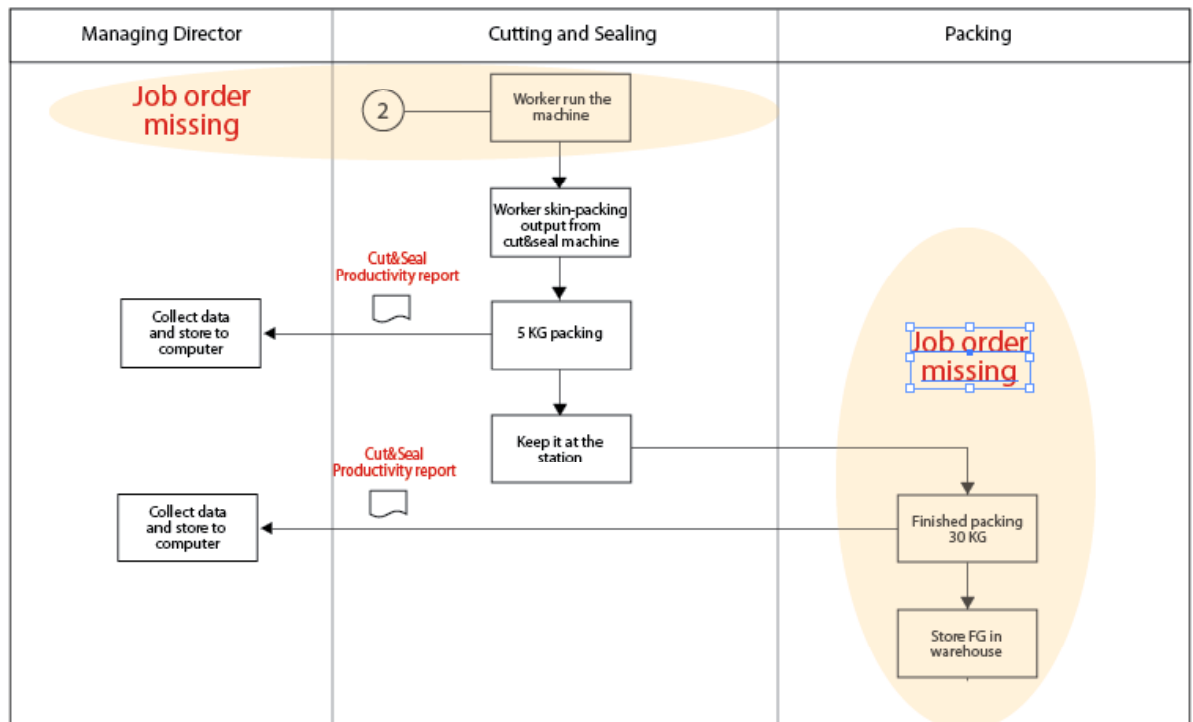 Managing Director
Cutting and Sealing
Packing
Job order
missing
2
Worker run the
machine
Worker skin-packing
output from
cut&seal machine
Cut&Seal
Productivity report
Collect data
and store to
computer
5 KG packing
Job order
missing
Keep it at the
station
Cut&Seal
Productivity report
Collect data
and store to
computer
Finished packing
30 KG
Store FG in
warehouse